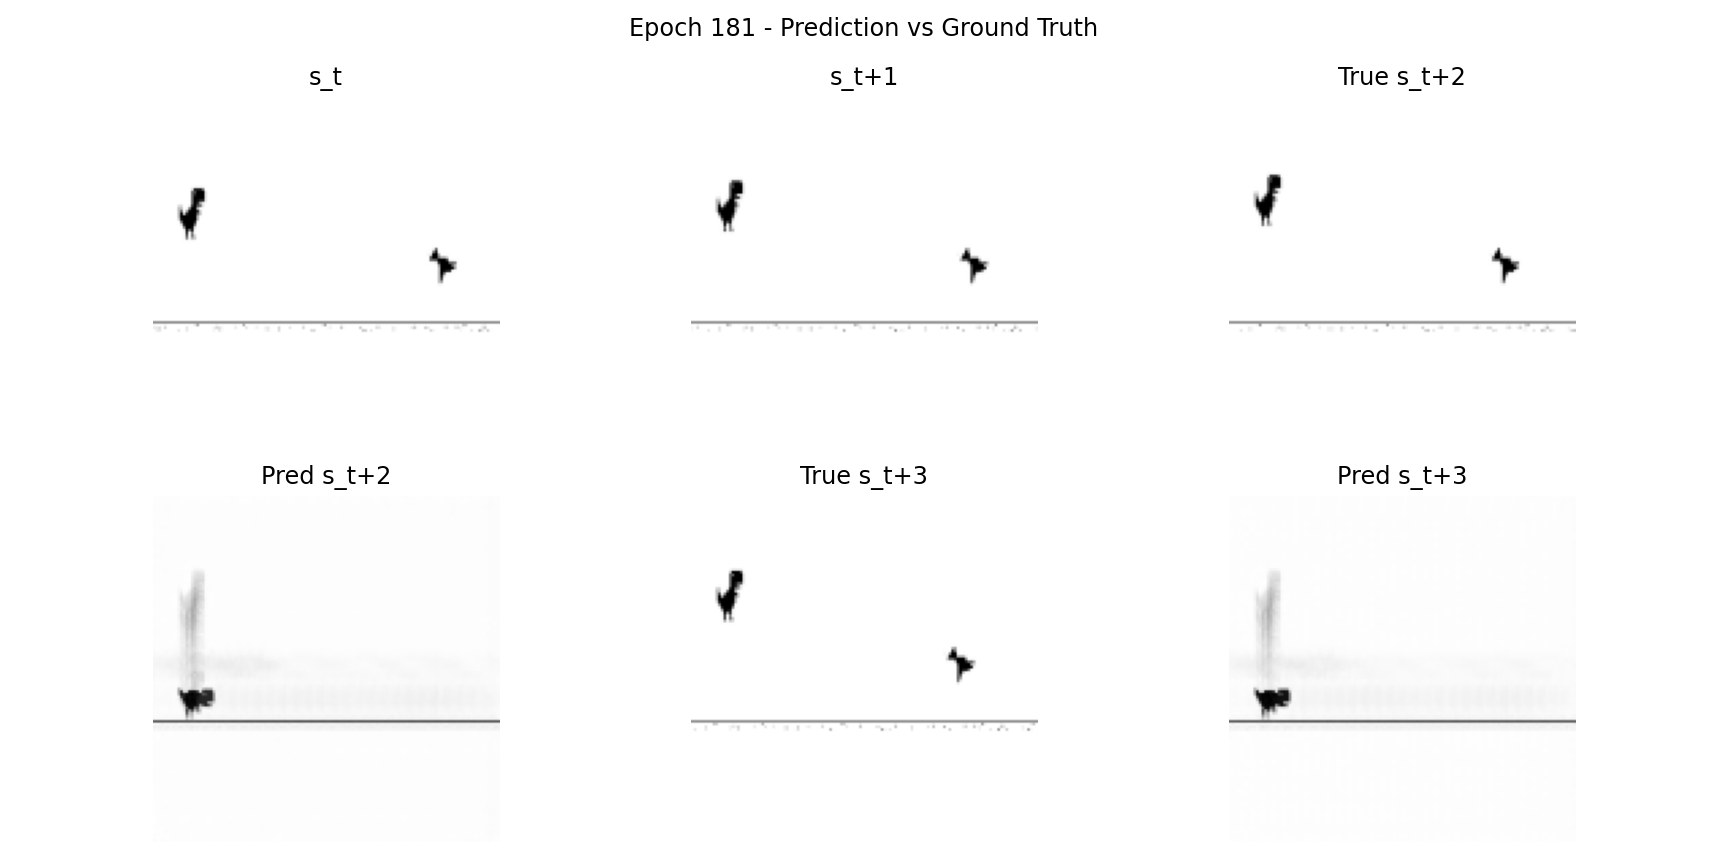 Epoch 181 - Prediction vs Ground Truth
s_t
s_t+1
True s_t+2
Pred s_t+2
True s_t+3
Pred s_t+3